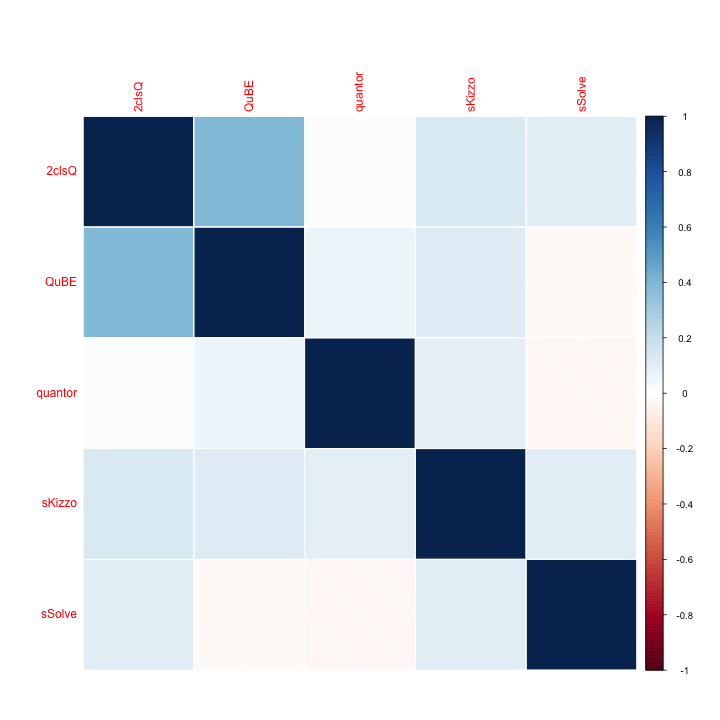 2clsQ
QuBE
quantor
sKizzo
sSolve
2clsQ
QuBE
quantor
sKizzo
sSolve
1
0.8
0.6
0.4
0.2
0
-0.2
-0.4
-0.6
-0.8
-1